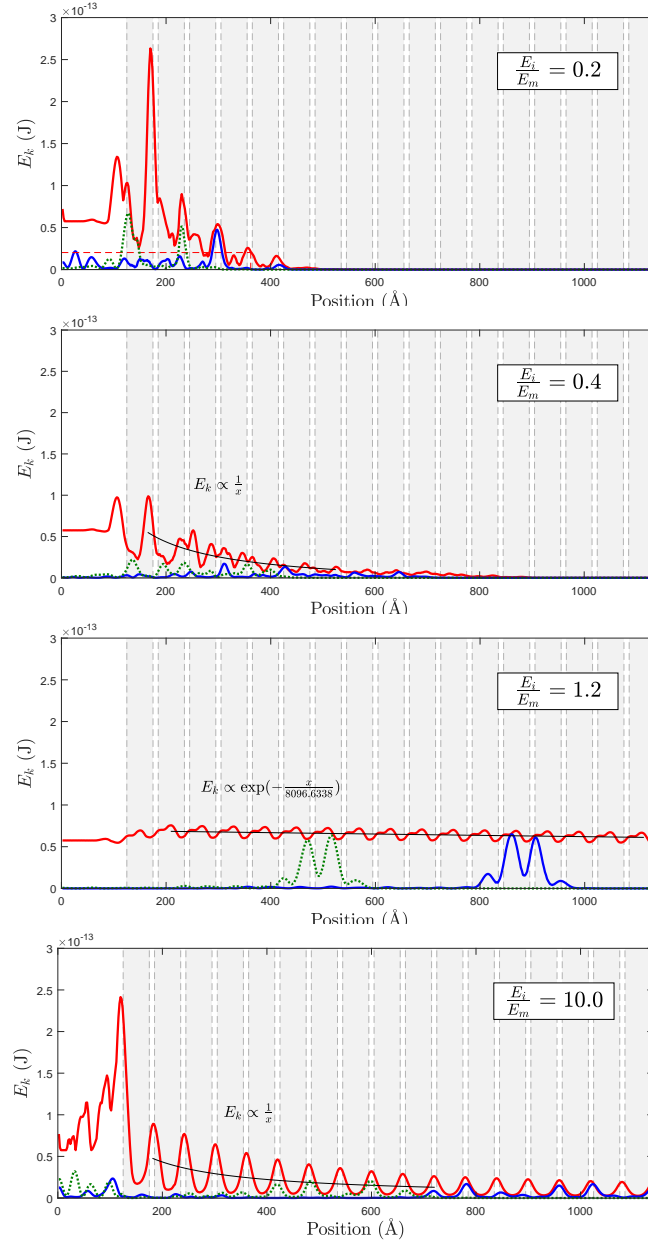 ×10⁻¹³
3
2.5
2
1.5
1
0.5
0
E_k (J)
E_i/E_m = 0.2
0 200 400 600 800 1000
Position (Å)
×10⁻¹³
3
2.5
2
1.5
1
0.5
0
E_k (J)
E_i/E_m = 0.4
E_k ∝ 1/x
0 200 400 600 800 1000
Position (Å)
×10⁻¹³
3
2.5
2
1.5
1
0.5
0
E_k (J)
E_i/E_m = 1.2
E_k ∝ exp(−x/8096.6338)
0 200 400 600 800 1000
Position (Å)
×10⁻¹³
3
2.5
2
1.5
1
0.5
0
E_k (J)
E_i/E_m = 10.0
E_k ∝ 1/x
0 200 400 600 800 1000
Position (Å)